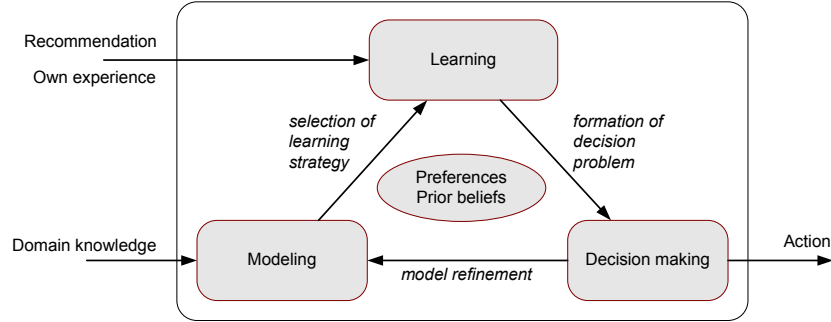 Recommendation
Own experience
Learning
selection of
learning
strategy
formation of
decision
problem
Preferences
Prior beliefs
Domain knowledge
Modeling
model refinement
Decision making
Action